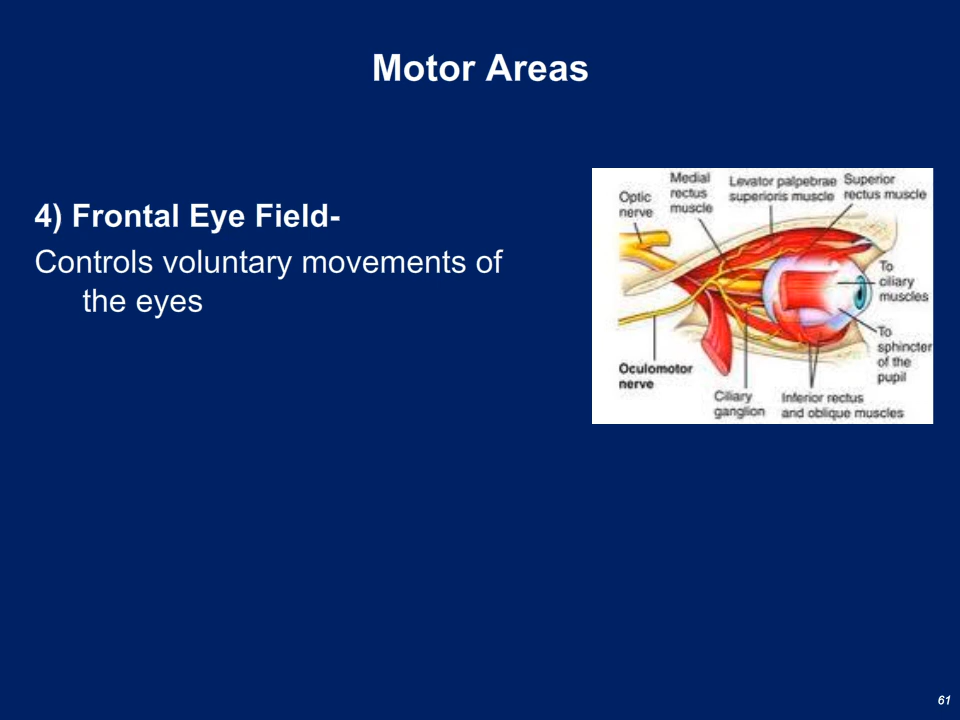 Motor Areas
4) Frontal Eye Field-
Controls voluntary movements of
the eyes
Optic
nerve
Medial
rectus
muscle
Levator palpebrae
superioris muscle
Superior
rectus muscle
To
ciliary
muscles
To
sphincter
of the
pupil
Oculomotor
nerve
Ciliary
ganglion
Inferior rectus
and oblique muscles
61